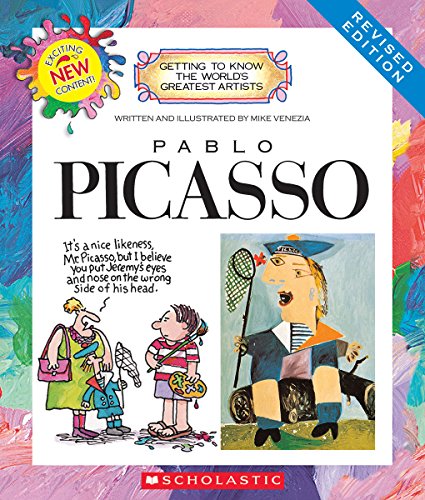 EXCITING
NEW
CONTENT!
GETTING TO KNOW
THE WORLD'S
GREATEST ARTISTS
REVISED
EDITION
WRITTEN AND ILLUSTRATED BY MIKE VENEZIA
PABLO
PICASSO
It's a nice likeness,
Mr. Picasso, but I believe
you put Jeremy's eyes
and nose on the wrong
side of his head.
SCHOLASTIC